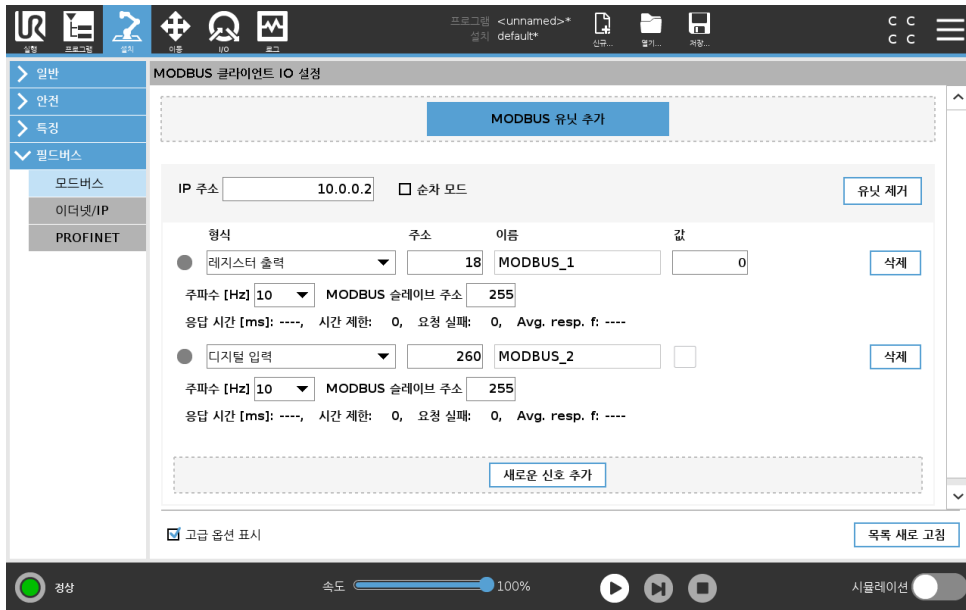 UR
프로그램 <unnamed>*
설치 default*
C C
C C
실행 프로그램 설치 이동 I/O 로그 신규... 열기... 저장...
일반
안전
특징
필드버스
모드버스
이더넷/IP
PROFINET
MODBUS 클라이언트 IO 설정
MODBUS 유닛 추가
IP 주소 10.0.0.2 순차 모드 유닛 제거
형식 주소 이름 값
레지스터 출력 18 MODBUS_1 0 삭제
주파수 [Hz] 10 MODBUS 슬레이브 주소 255
응답 시간 [ms]: ----, 시간 제한: 0, 요청 실패: 0, Avg. resp. f: ----
디지털 입력 260 MODBUS_2 삭제
주파수 [Hz] 10 MODBUS 슬레이브 주소 255
응답 시간 [ms]: ----, 시간 제한: 0, 요청 실패: 0, Avg. resp. f: ----
새로운 신호 추가
고급 옵션 표시 목록 새로 고침
정상 속도 100% 시뮬레이션